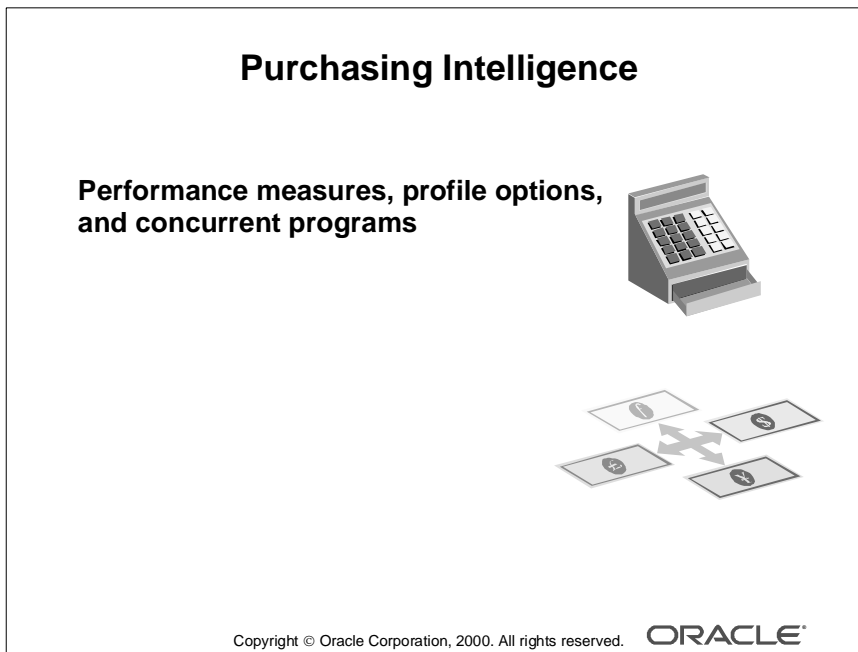 Purchasing Intelligence
Performance measures, profile options,
and concurrent programs
$
¥
Copyright © Oracle Corporation, 2000. All rights reserved. ORACLE®